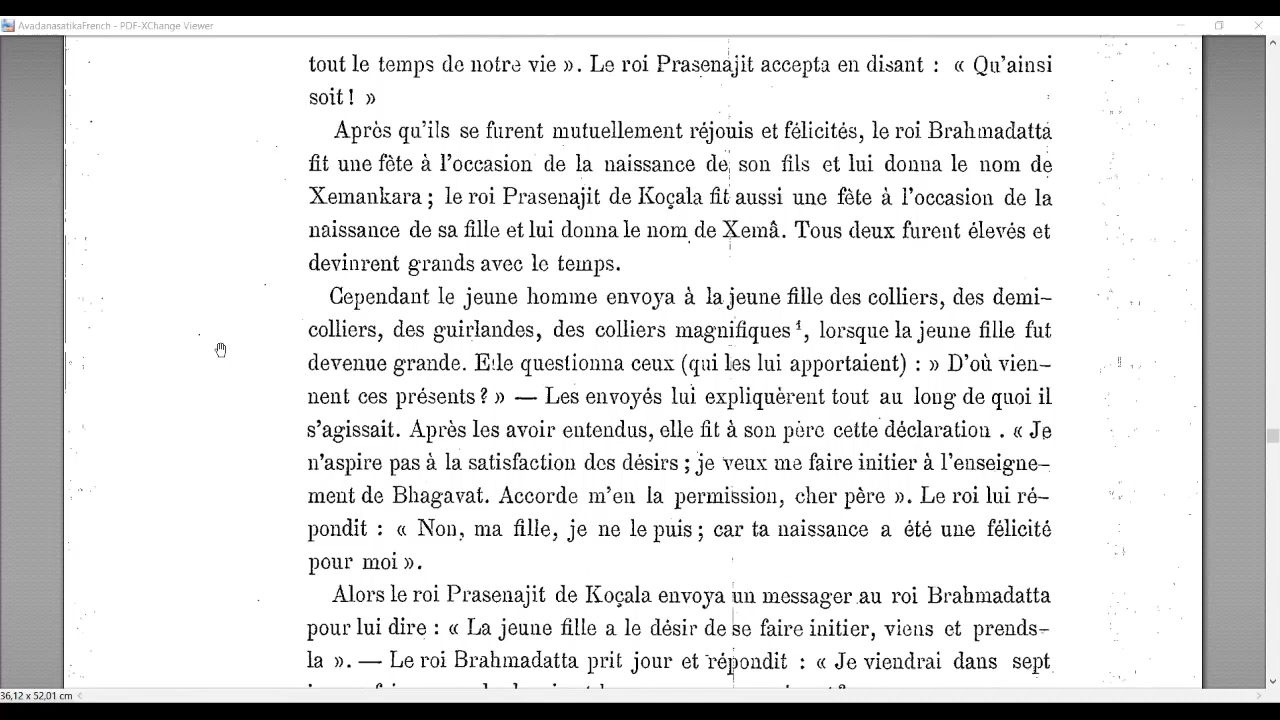 AvadanasatikaFrench - PDF-XChange Viewer
tout le temps de notre vie ». Le roi Prasenajit accepta en disant : « Qu'ainsi
soit ! »
Après qu'ils se furent mutuellement réjouis et félicités, le roi Brahmadatta
fit une fête à l'occasion de la naissance de son fils et lui donna le nom de
Xemankara ; le roi Prasenajit de Koçala fit aussi une fête à l'occasion de la
naissance de sa fille et lui donna le nom de Xemâ. Tous deux furent élevés et
devinrent grands avec le temps.
Cependant le jeune homme envoya à la jeune fille des colliers, des demi-
colliers, des guirlandes, des colliers magnifiques ¹, lorsque la jeune fille fut
devenue grande. Elle questionna ceux (qui les lui apportaient) : » D'où vien-
nent ces présents ? » — Les envoyés lui expliquèrent tout au long de quoi il
s'agissait. Après les avoir entendus, elle fit à son père cette déclaration . « Je
n'aspire pas à la satisfaction des désirs ; je veux me faire initier à l'enseigne-
ment de Bhagavat. Accorde m'en la permission, cher père ». Le roi lui ré-
pondit : « Non, ma fille, je ne le puis ; car ta naissance a été une félicité
pour moi ».
Alors le roi Prasenajit de Koçala envoya un messager au roi Brahmadatta
pour lui dire : « La jeune fille a le désir de se faire initier, viens et prends-
la ». — Le roi Brahmadatta prit jour et répondit : « Je viendrai dans sept
36,12 x 52,01 cm